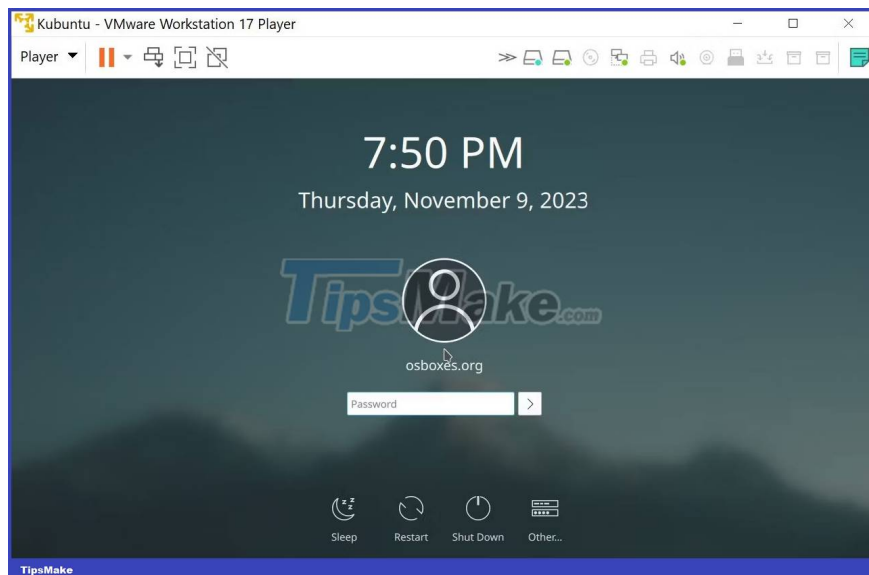 Kubuntu - VMware Workstation 17 Player
Player
7:50 PM
Thursday, November 9, 2023
TipsMake.com
osboxes.org
Password
Sleep Restart Shut Down Other...
TipsMake